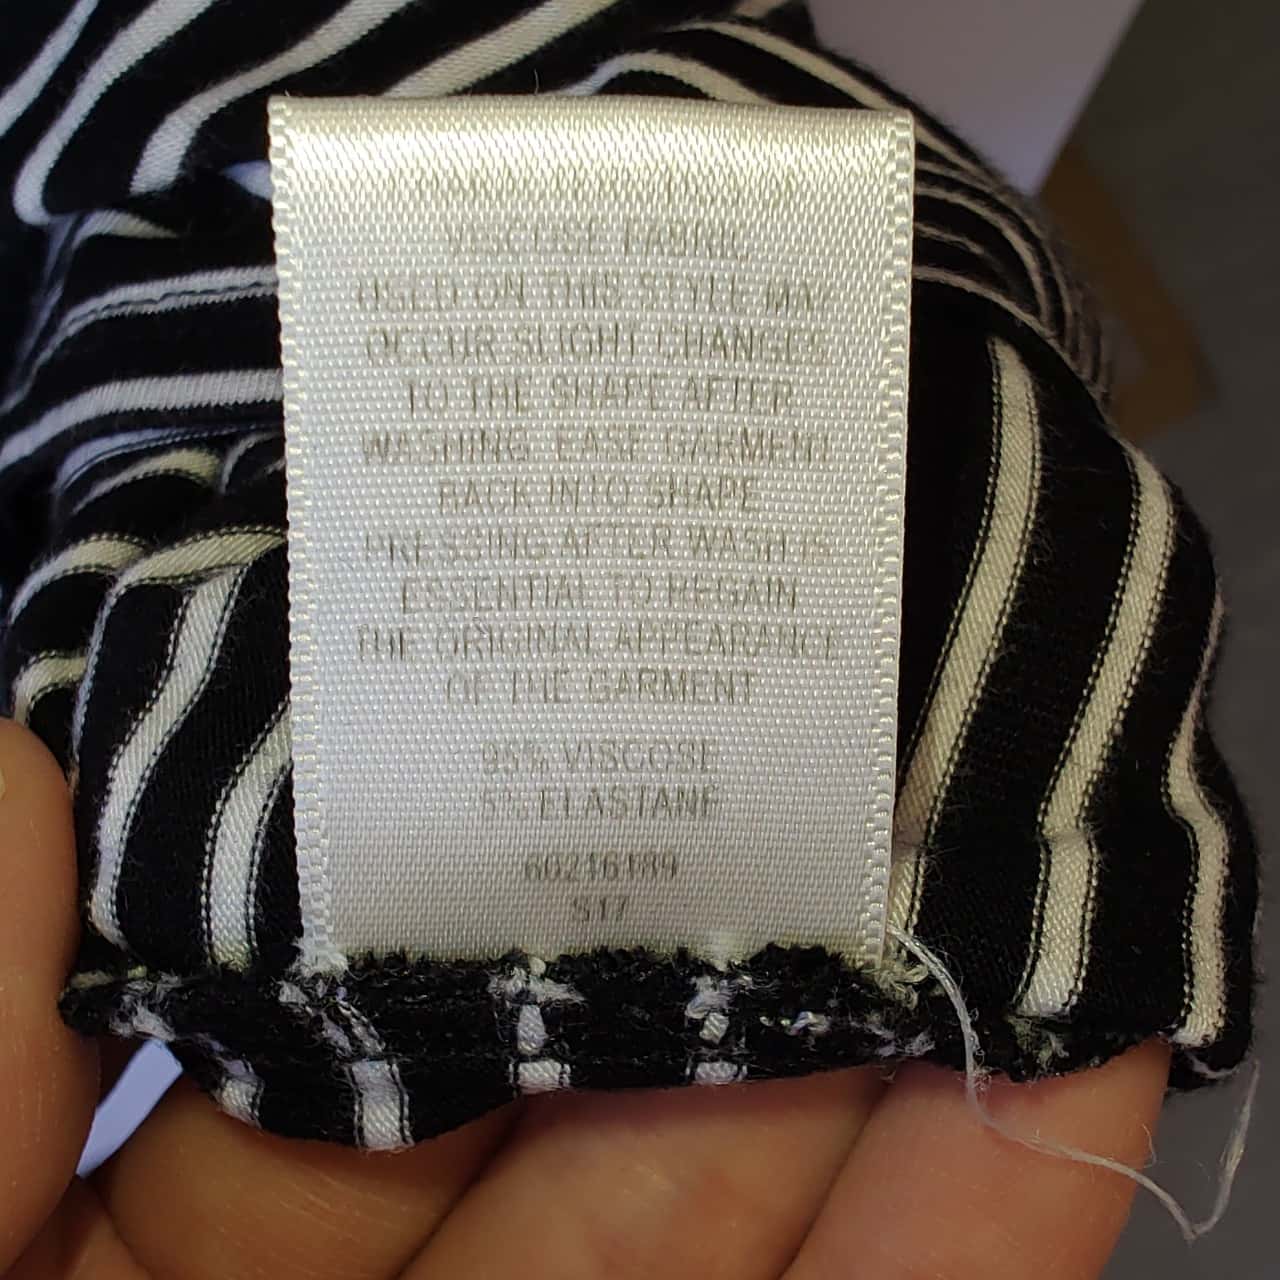 VISCOSE FABRIC
USED ON THIS STYLE MAY
OCCUR SLIGHT CHANGES
TO THE SHAPE AFTER
WASHING EASE GARMENT
BACK INTO SHAPE
PRESSING AFTER WASH IS
ESSENTIAL TO REGAIN
THE ORIGINAL APPEARANCE
OF THE GARMENT
95% VISCOSE
5% ELASTANE
S17